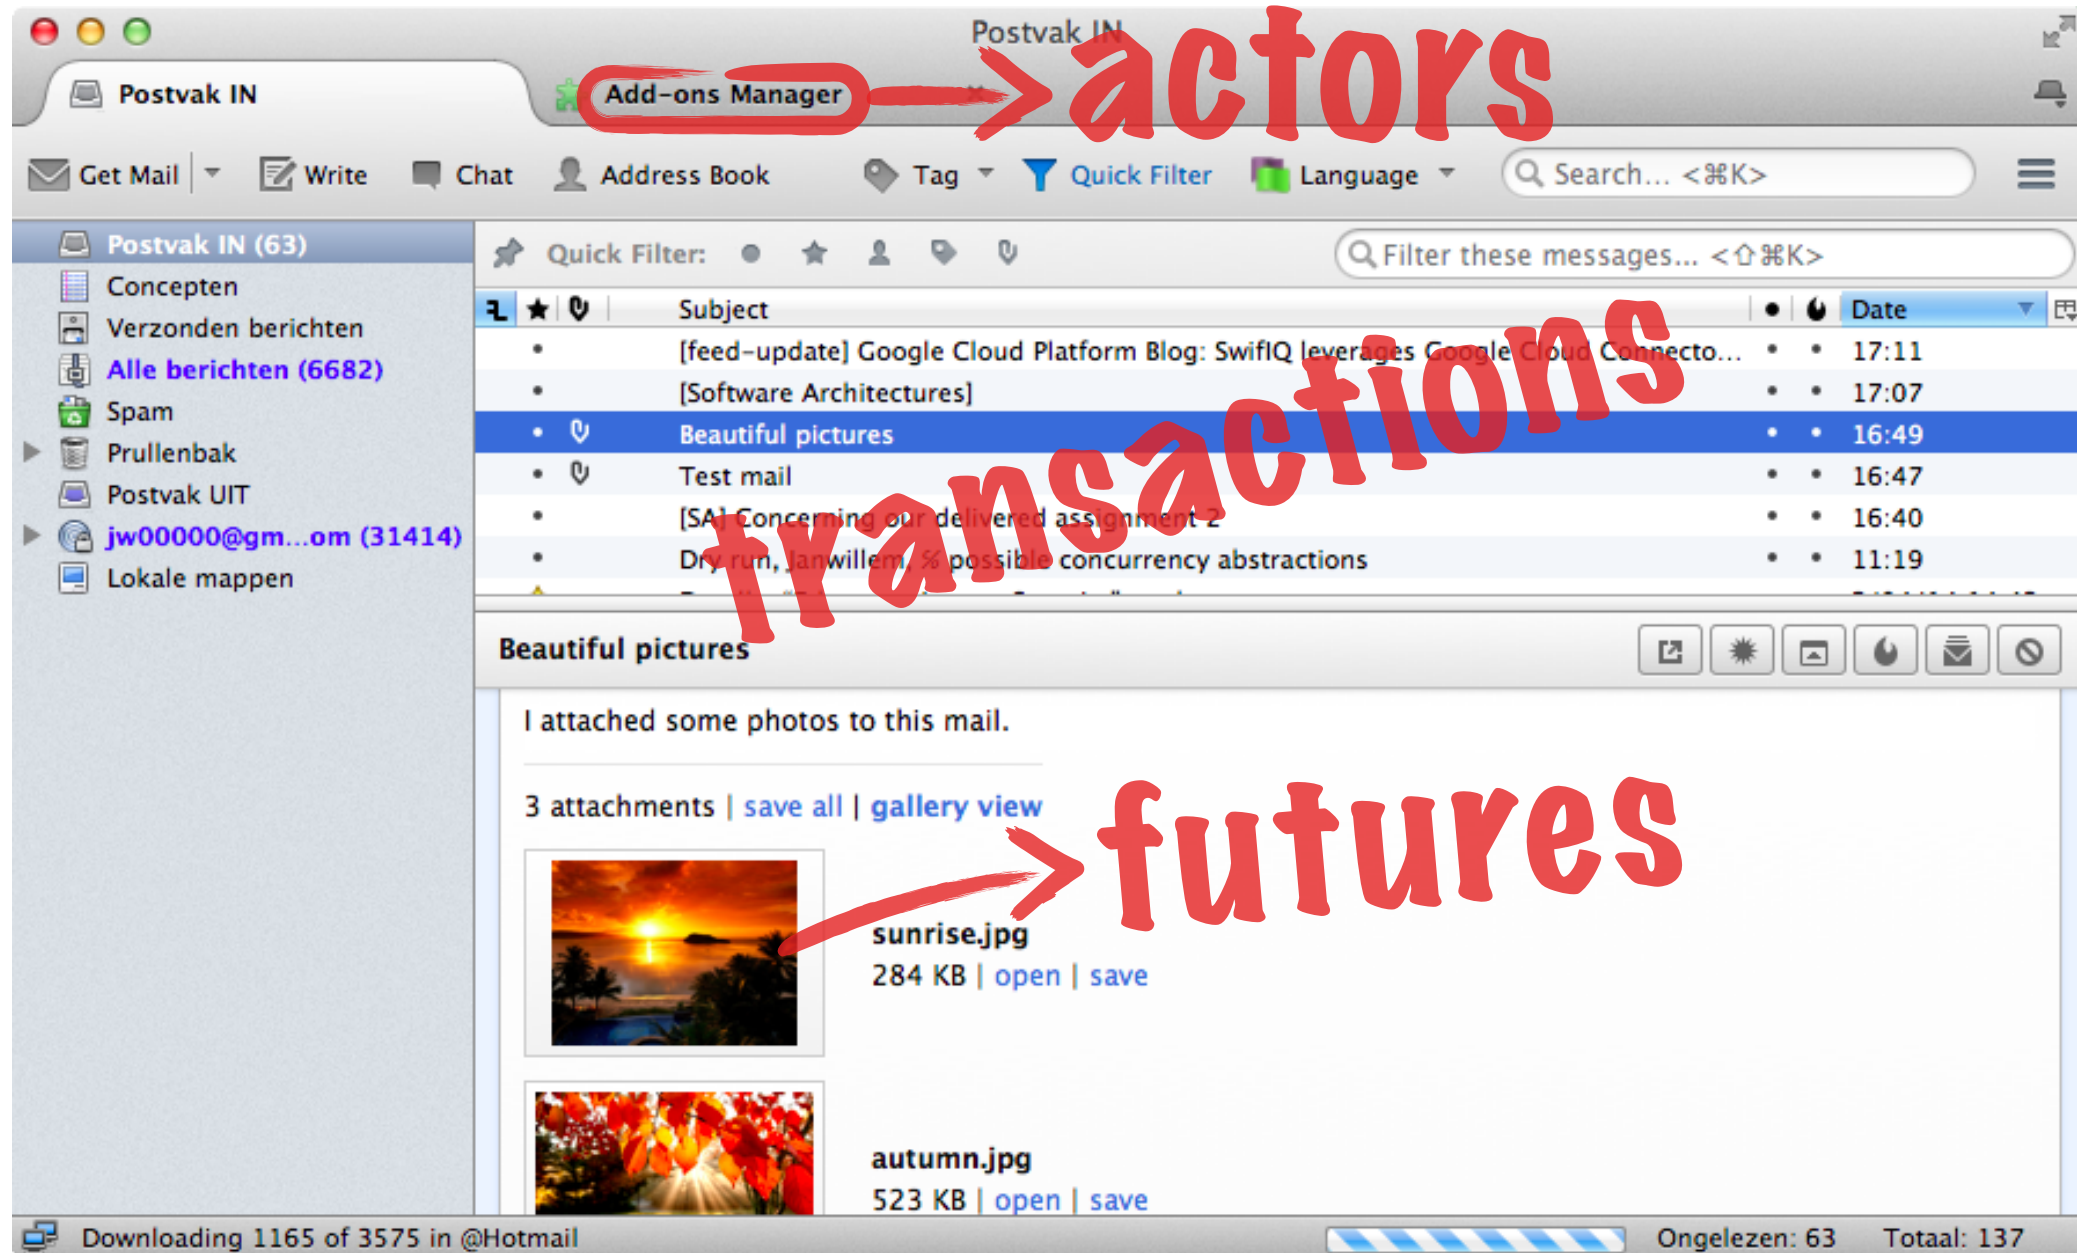 Postvak IN
Postvak IN
Add-ons Manager
actors
Get Mail
Write
Chat
Address Book
Tag
Quick Filter
Language
Search... <⌘K>
Postvak IN (63)
Concepten
Verzonden berichten
Alle berichten (6682)
Spam
Prullenbak
Postvak UIT
jw00000@gm...om (31414)
Lokale mappen
Quick Filter:
Filter these messages... <⇧⌘K>
Subject
Date
[feed-update] Google Cloud Platform Blog: SwifIQ leverages Google Cloud Connecto... 17:11
[Software Architectures] 17:07
Beautiful pictures 16:49
Test mail 16:47
[SA] Concerning our delivered assignment 2 16:40
Dry run, Janwillem, % possible concurrency abstractions 11:19
transactions
Beautiful pictures
I attached some photos to this mail.
3 attachments | save all | gallery view
futures
sunrise.jpg
284 KB | open | save
autumn.jpg
523 KB | open | save
Downloading 1165 of 3575 in @Hotmail
Ongelezen: 63
Totaal: 137